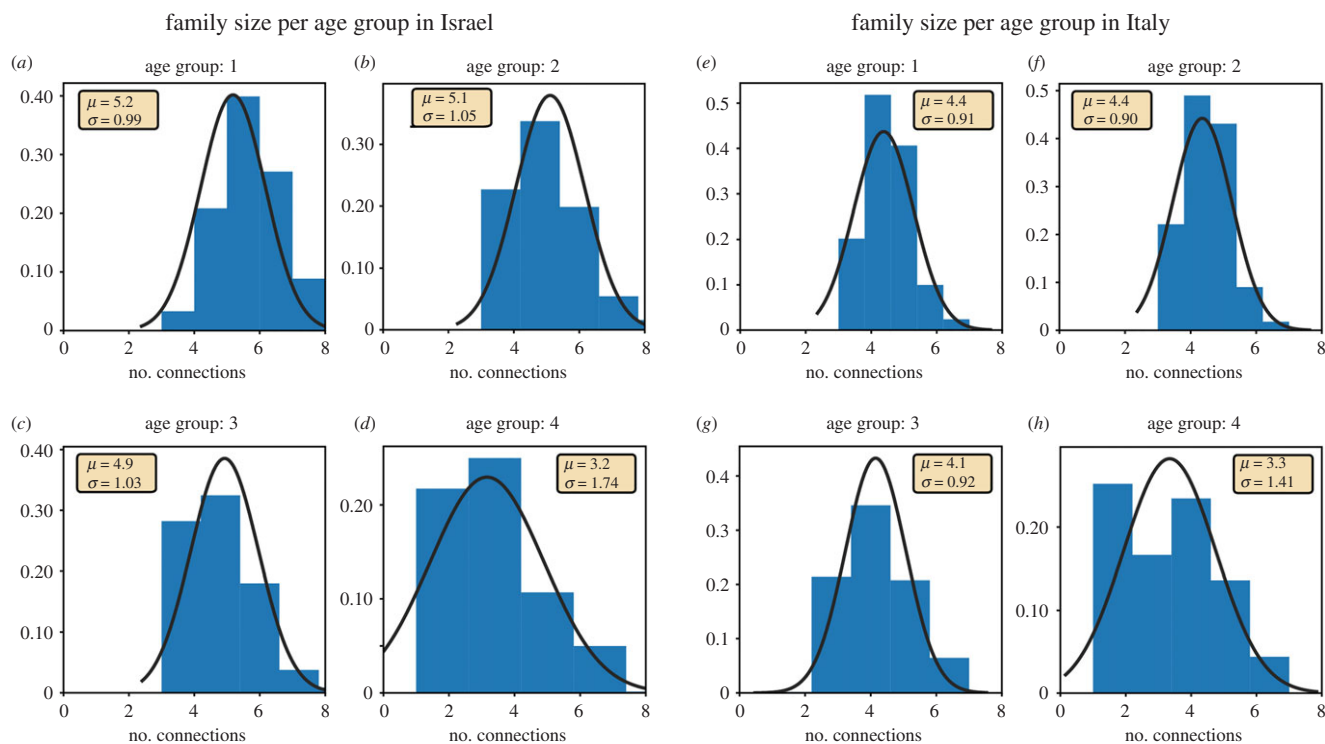 family size per age group in Israel
family size per age group in Italy
(a)
age group: 1
μ = 5.2
σ = 0.99
0.40
0.30
0.20
0.10
0
0 2 4 6 8
no. connections
(b)
age group: 2
μ = 5.1
σ = 1.05
0.30
0.20
0.10
0
0 2 4 6 8
no. connections
(e)
age group: 1
μ = 4.4
σ = 0.91
0.5
0.4
0.3
0.2
0.1
0
0 2 4 6 8
no. connections
(f)
age group: 2
μ = 4.4
σ = 0.90
0.5
0.4
0.3
0.2
0.1
0
0 2 4 6 8
no. connections
(c)
age group: 3
μ = 4.9
σ = 1.03
0.40
0.30
0.20
0.10
0
0 2 4 6 8
no. connections
(d)
age group: 4
μ = 3.2
σ = 1.74
0.20
0.10
0
0 2 4 6 8
no. connections
(g)
age group: 3
μ = 4.1
σ = 0.92
0.4
0.3
0.2
0.1
0
0 2 4 6 8
no. connections
(h)
age group: 4
μ = 3.3
σ = 1.41
0.20
0.10
0
0 2 4 6 8
no. connections